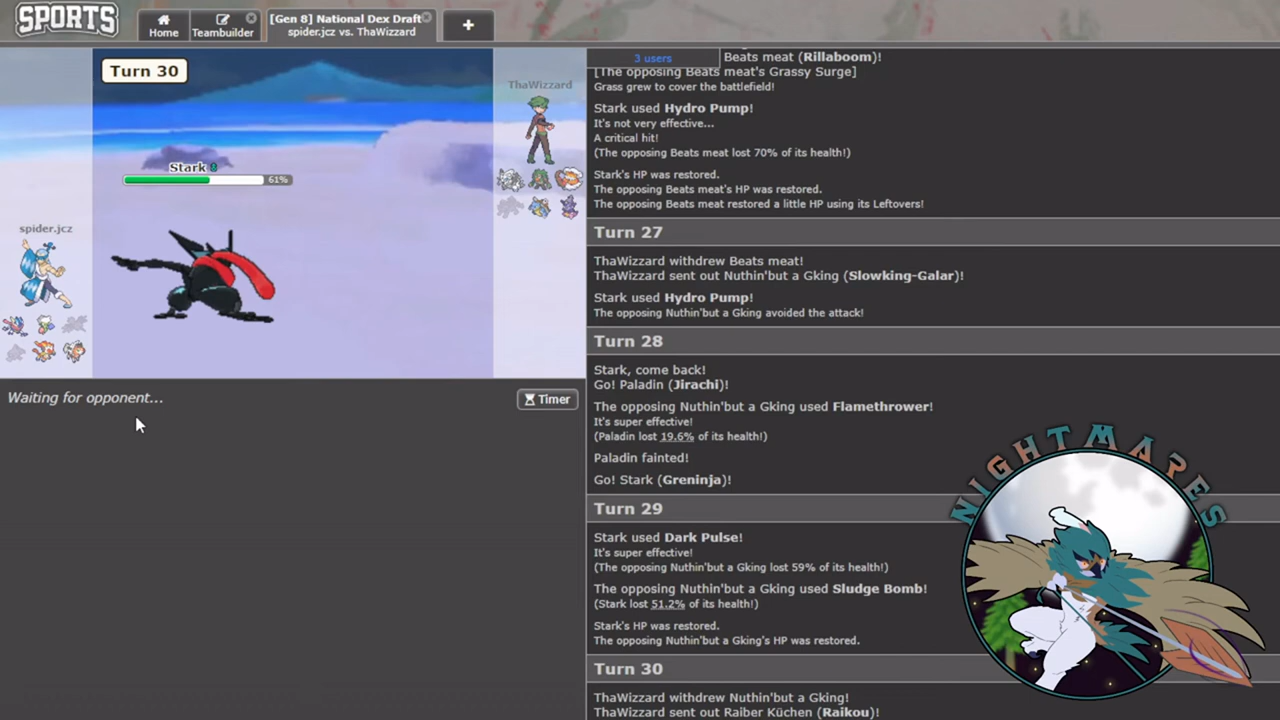 SPORTS
Home
Teambuilder
[Gen 8] National Dex Draft
spider.jcz vs. ThaWizzard
+
Turn 30
ThaWizzard
Stark
61%
spider.jcz
Waiting for opponent...
Timer
3 users
Beats meat (Rillaboom)!
[The opposing Beats meat's Grassy Surge]
Grass grew to cover the battlefield!
Stark used Hydro Pump!
It's not very effective...
A critical hit!
(The opposing Beats meat lost 70% of its health!)
Stark's HP was restored.
The opposing Beats meat's HP was restored.
The opposing Beats meat restored a little HP using its Leftovers!
Turn 27
ThaWizzard withdrew Beats meat!
ThaWizzard sent out Nuthin'but a Gking (Slowking-Galar)!
Stark used Hydro Pump!
The opposing Nuthin'but a Gking avoided the attack!
Turn 28
Stark, come back!
Go! Paladin (Jirachi)!
The opposing Nuthin'but a Gking used Flamethrower!
It's super effective!
(Paladin lost 19.6% of its health!)
Paladin fainted!
Go! Stark (Greninja)!
Turn 29
Stark used Dark Pulse!
It's super effective!
(The opposing Nuthin'but a Gking lost 59% of its health!)
The opposing Nuthin'but a Gking used Sludge Bomb!
(Stark lost 51.2% of its health!)
Stark's HP was restored.
The opposing Nuthin'but a Gking's HP was restored.
Turn 30
ThaWizzard withdrew Nuthin'but a Gking!
ThaWizzard sent out Raiber Küchen (Raikou)!
NIGHTMARES